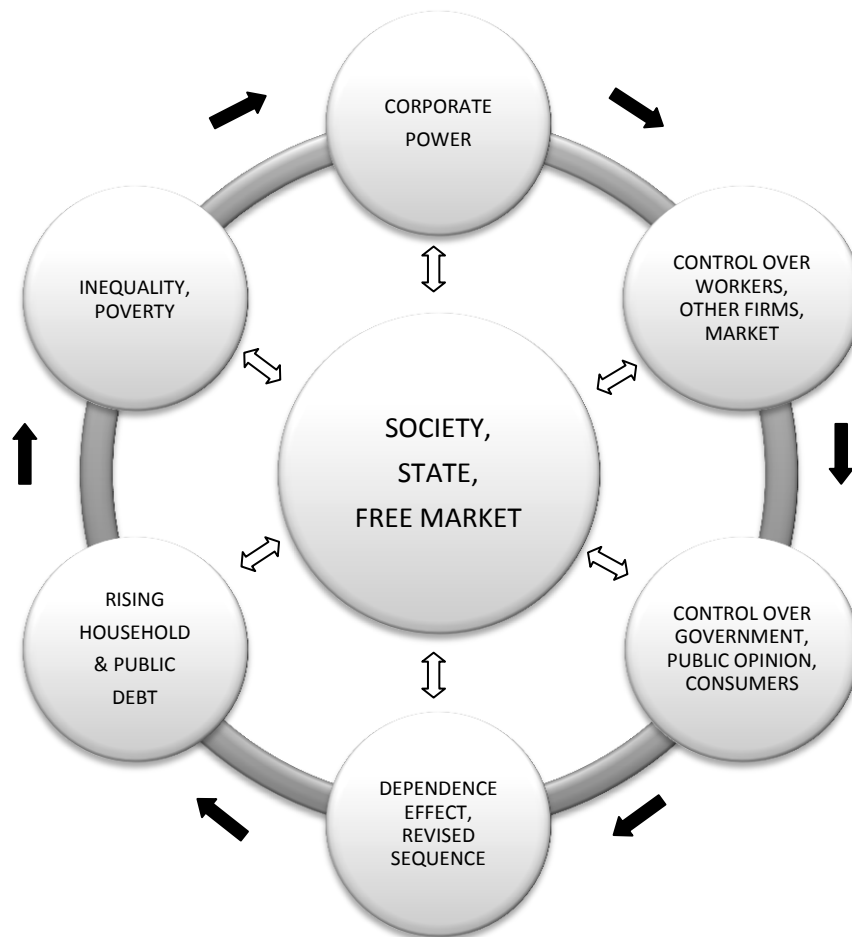 CORPORATE
POWER
CONTROL OVER
WORKERS,
OTHER FIRMS,
MARKET
CONTROL OVER
GOVERNMENT,
PUBLIC OPINION,
CONSUMERS
DEPENDENCE
EFFECT,
REVISED
SEQUENCE
RISING
HOUSEHOLD
& PUBLIC
DEBT
INEQUALITY,
POVERTY
SOCIETY,
STATE,
FREE MARKET